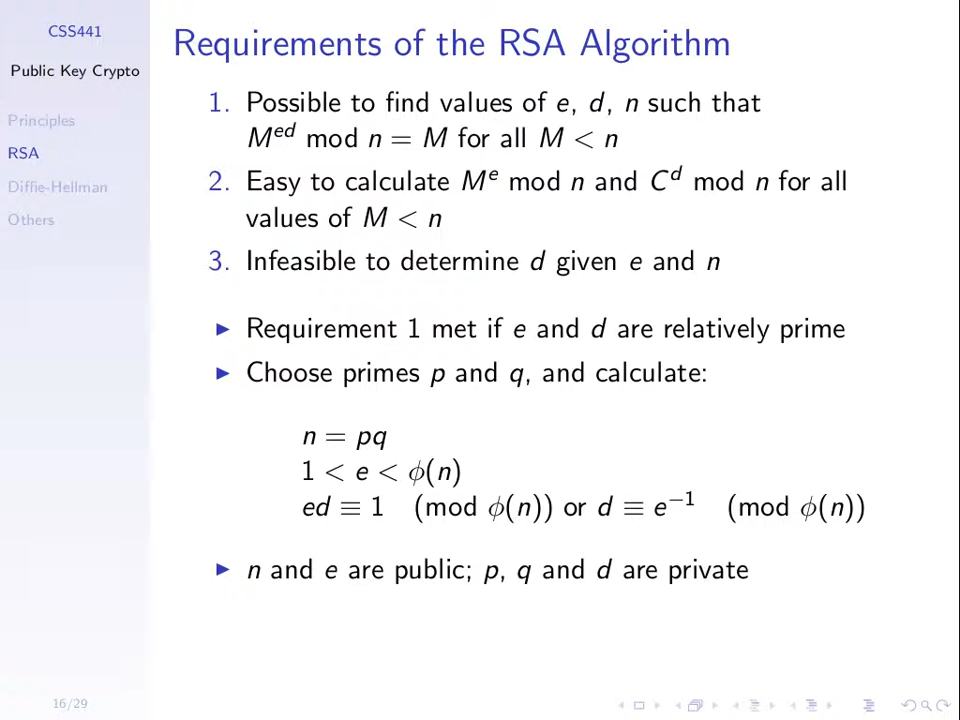 CSS441
Public Key Crypto
Principles
RSA
Diffie-Hellman
Others
Requirements of the RSA Algorithm
1. Possible to find values of e, d, n such that
M^ed mod n = M for all M < n
2. Easy to calculate M^e mod n and C^d mod n for all
values of M < n
3. Infeasible to determine d given e and n
▶ Requirement 1 met if e and d are relatively prime
▶ Choose primes p and q, and calculate:
n = pq
1 < e < ϕ(n)
ed ≡ 1 (mod ϕ(n)) or d ≡ e^−1 (mod ϕ(n))
▶ n and e are public; p, q and d are private
16/29